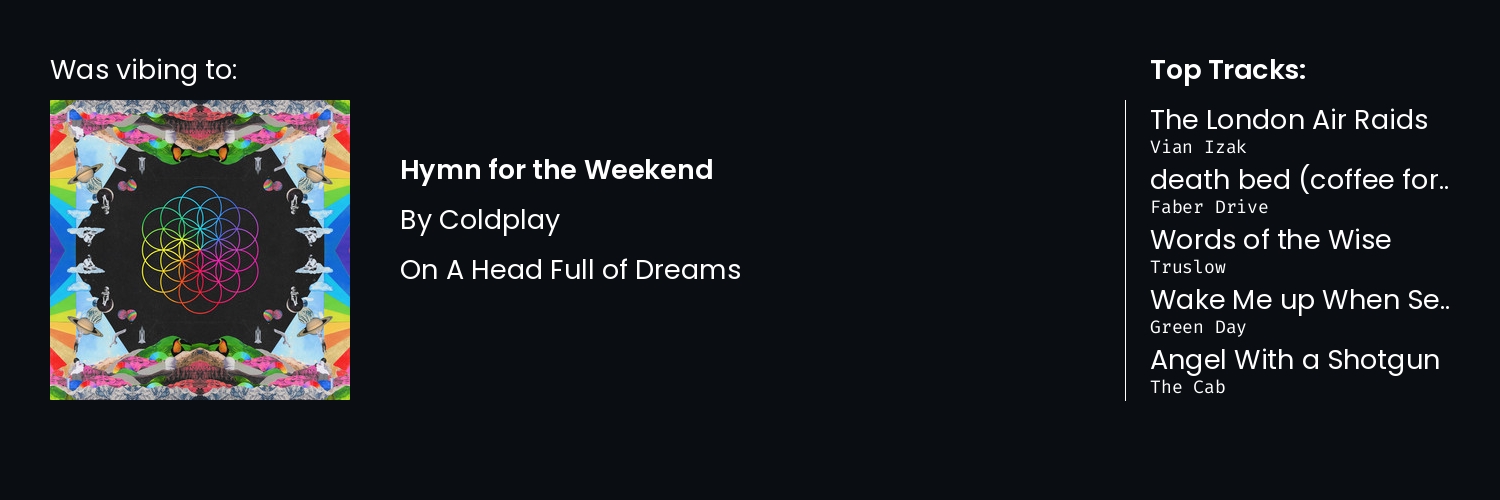 Was vibing to:
Hymn for the Weekend
By Coldplay
On A Head Full of Dreams
Top Tracks:
The London Air Raids
Vian Izak
death bed (coffee for..
Faber Drive
Words of the Wise
Truslow
Wake Me up When Se..
Green Day
Angel With a Shotgun
The Cab